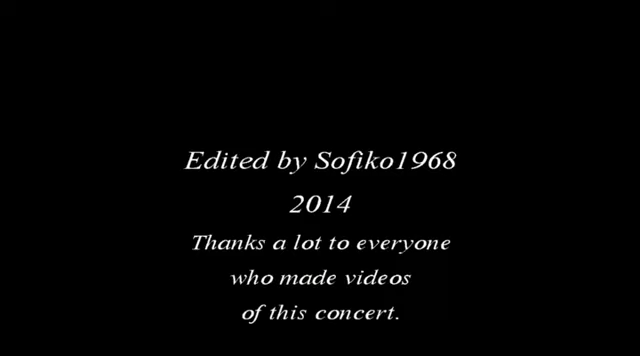 Edited by Sofiko1968
2014
Thanks a lot to everyone
who made videos
of this concert.